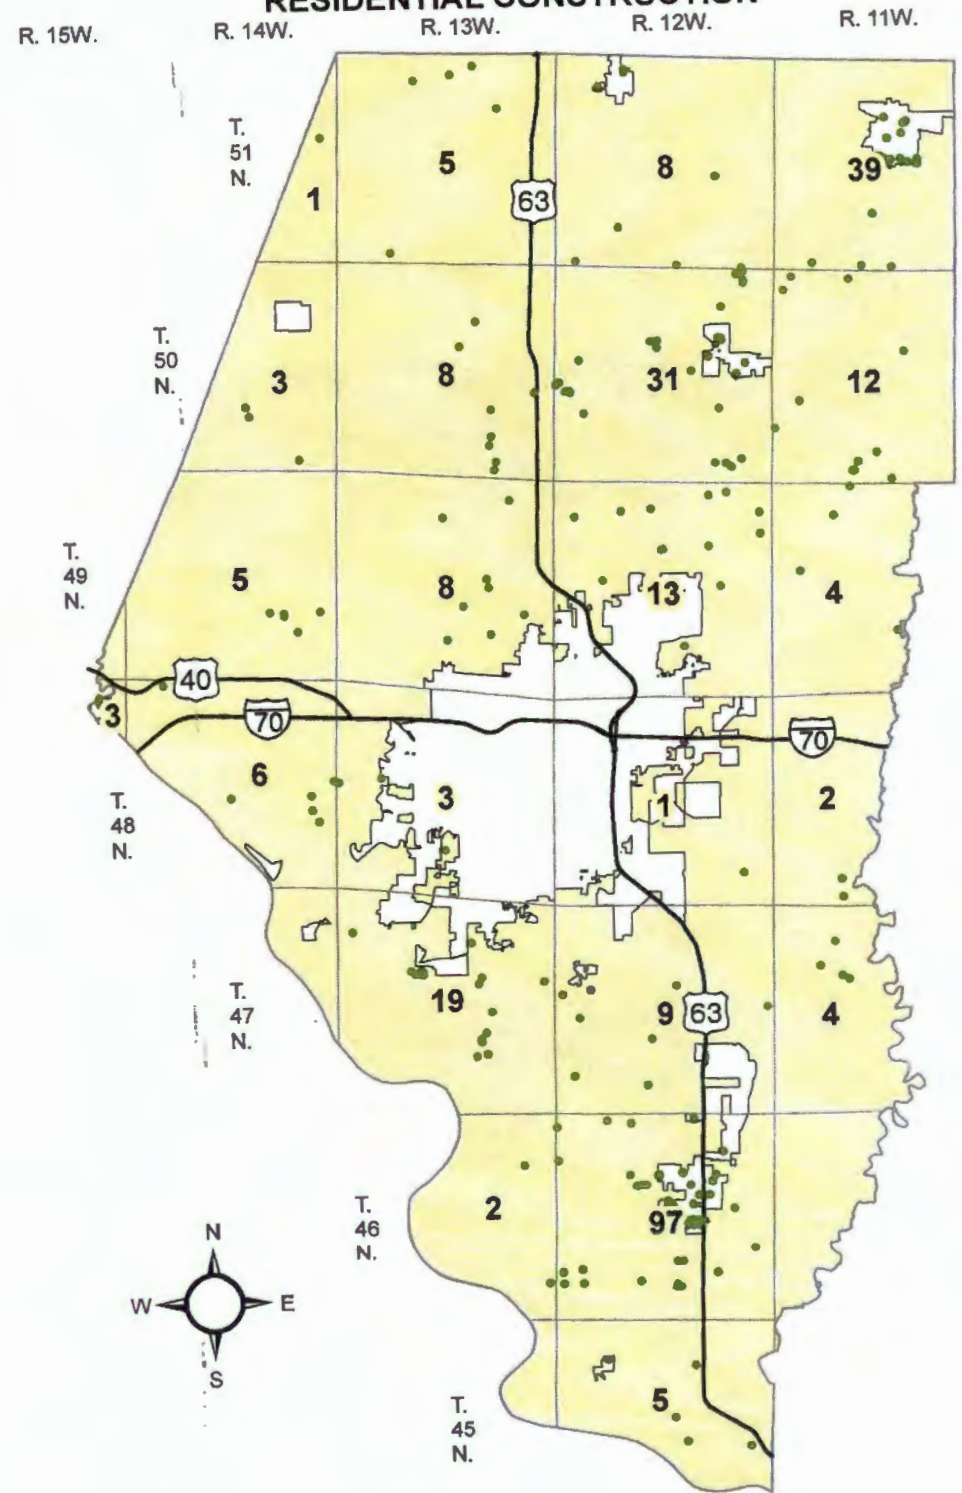 RESIDENTIAL CONSTRUCTION
R. 15W.
R. 14W.
R. 13W.
R. 12W.
R. 11W.
T.
51
N.
1
5
8
39
63
T.
50
N.
3
8
31
12
T.
49
N.
5
8
13
4
40
3
70
70
6
3
1
2
T.
48
N.
19
9
63
4
T.
47
N.
2
97
T.
46
N.
N
W
E
S
5
T.
45
N.